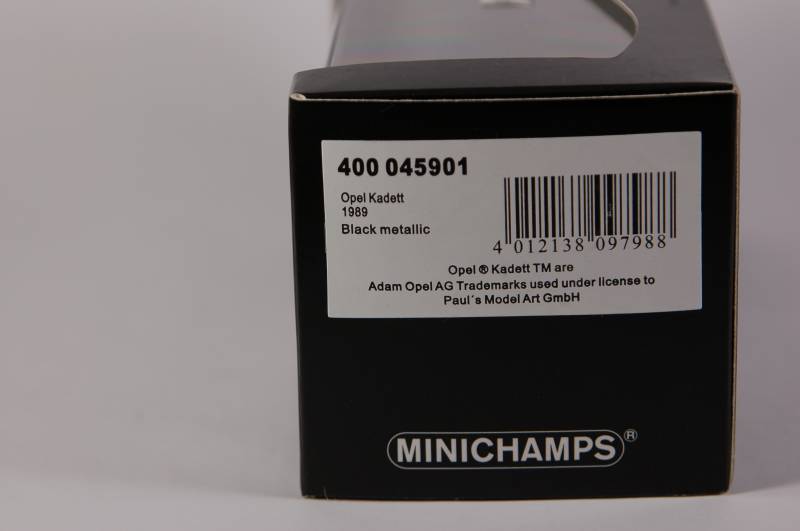 400 045901
Opel Kadett
1989
Black metallic
4 012138 097988
Opel ® Kadett TM are
Adam Opel AG Trademarks used under license to
Paul´s Model Art GmbH
MINICHAMPS®